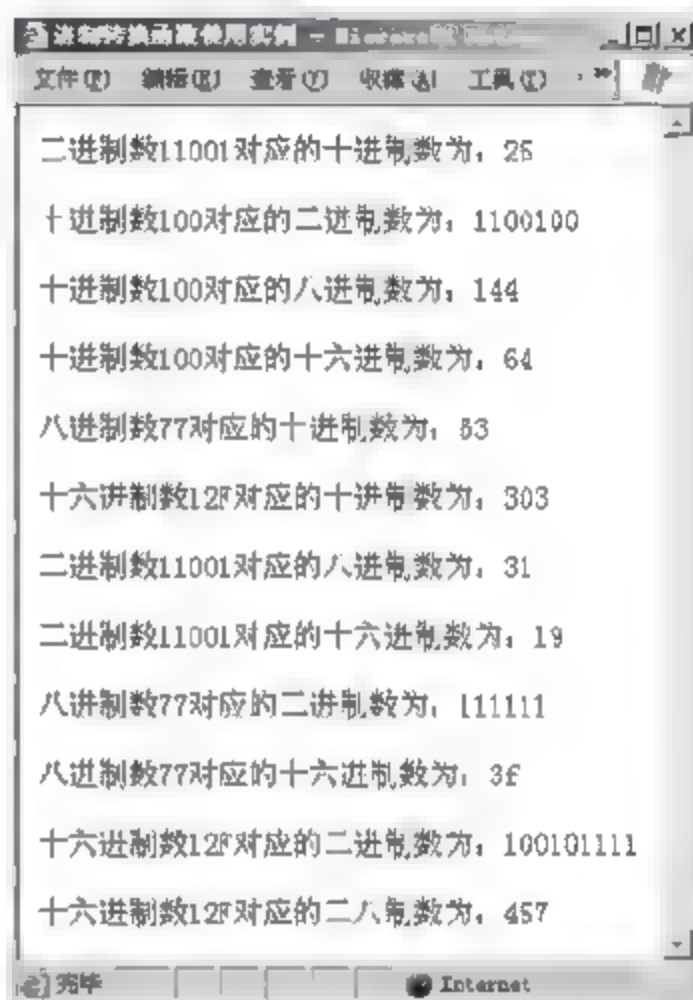 进制转换函数使用实例 - Microsoft
文件(F) 编辑(E) 查看(V) 收藏(A) 工具(T) »
二进制数11001对应的十进制数为：25
十进制数100对应的二进制数为：1100100
十进制数100对应的八进制数为：144
十进制数100对应的十六进制数为：64
八进制数77对应的十进制数为：63
十六进制数12F对应的十进制数为：303
二进制数11001对应的八进制数为：31
二进制数11001对应的十六进制数为：19
八进制数77对应的二进制数为：111111
八进制数77对应的十六进制数为：3f
十六进制数12F对应的二进制数为：100101111
十六进制数12F对应的二八制数为：457
完毕 Internet